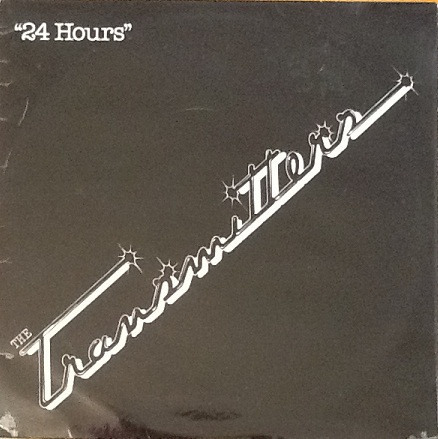 "24 Hours"
THE
Transmitters